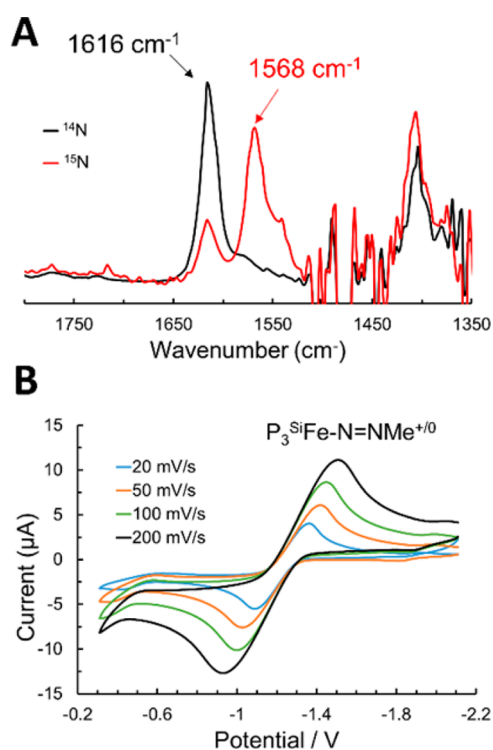 A
1616 cm⁻¹
1568 cm⁻¹
¹⁴N
¹⁵N
1750 1650 1550 1450 1350
Wavenumber (cm⁻)
B
P₃ˢⁱFe-N=NMe⁺ᐟ⁰
20 mV/s
50 mV/s
100 mV/s
200 mV/s
15
10
5
0
-5
-10
-15
Current (μA)
-0.2 -0.6 -1 -1.4 -1.8 -2.2
Potential / V